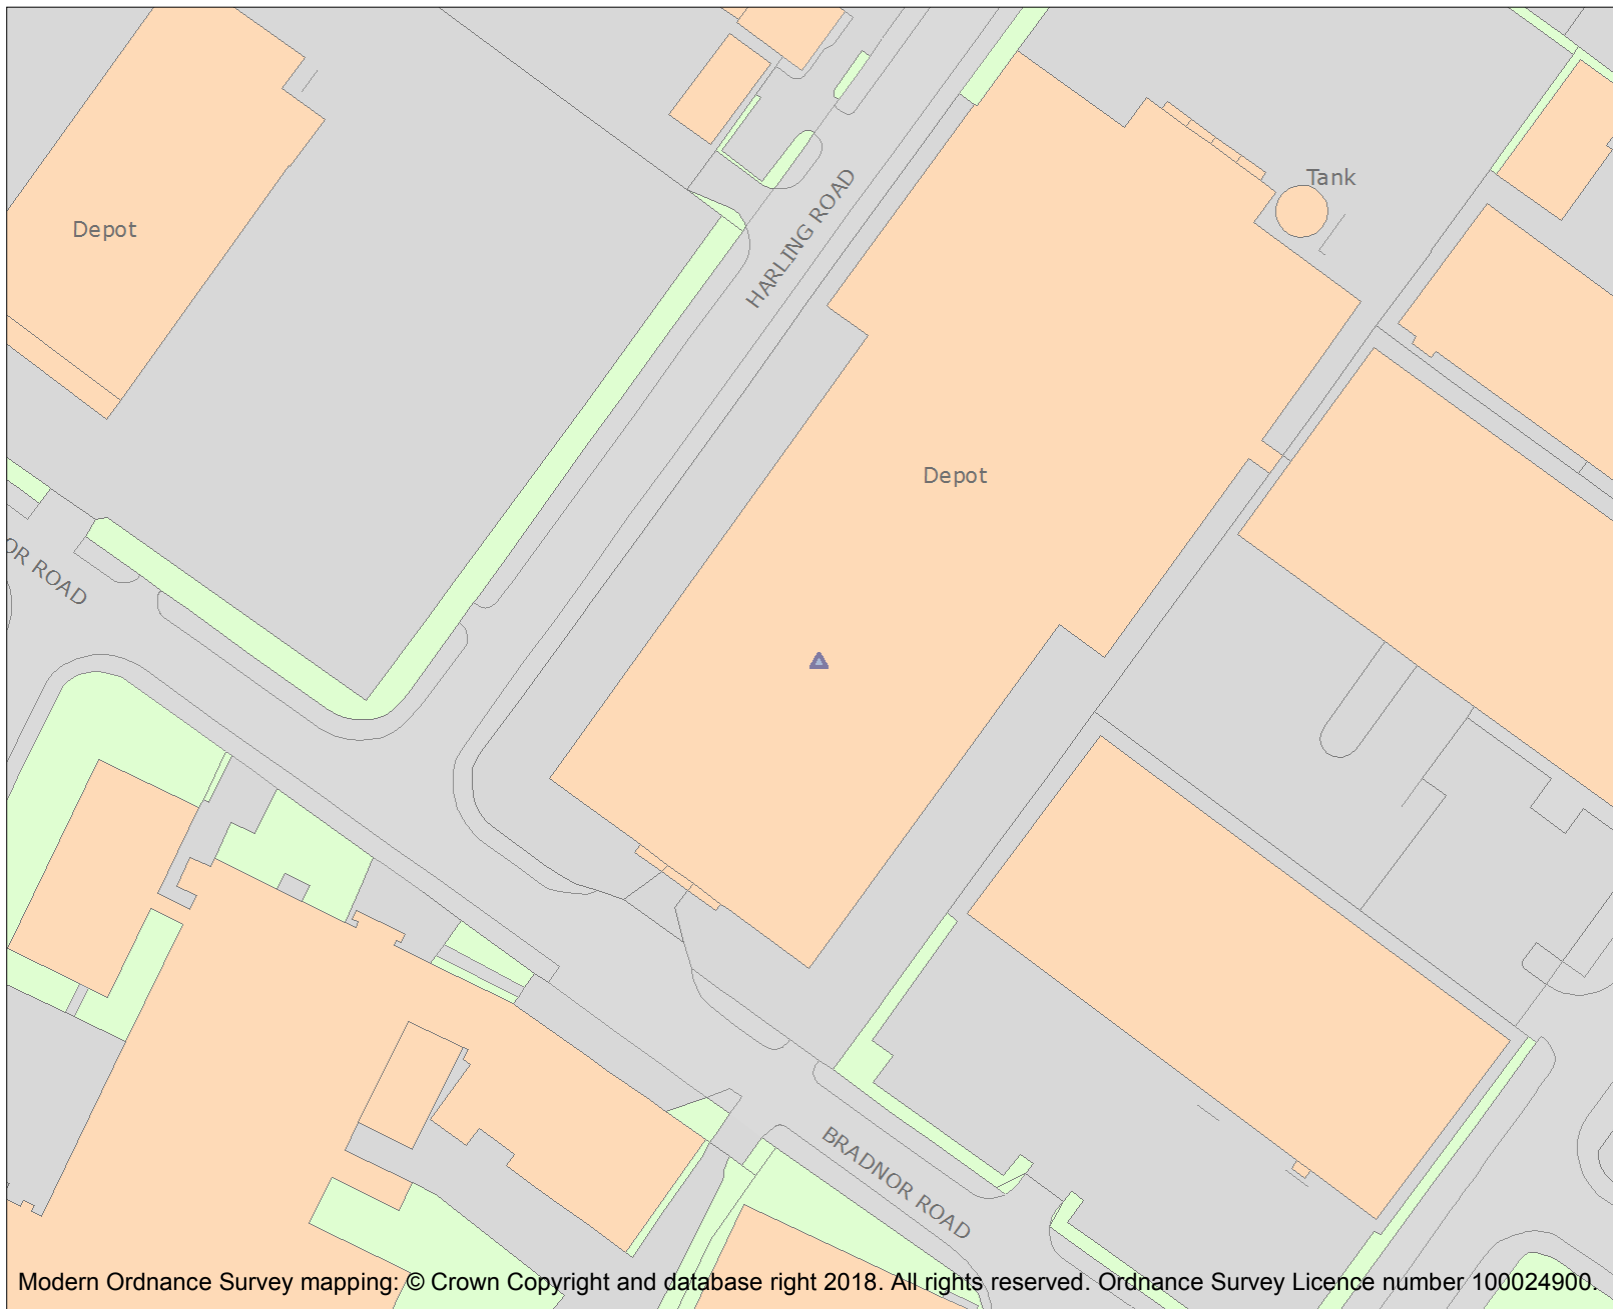 Tank
Depot
HARLING ROAD
Depot
OR ROAD
BRADNOR ROAD
Modern Ordnance Survey mapping: © Crown Copyright and database right 2018. All rights reserved. Ordnance Survey Licence number 100024900.